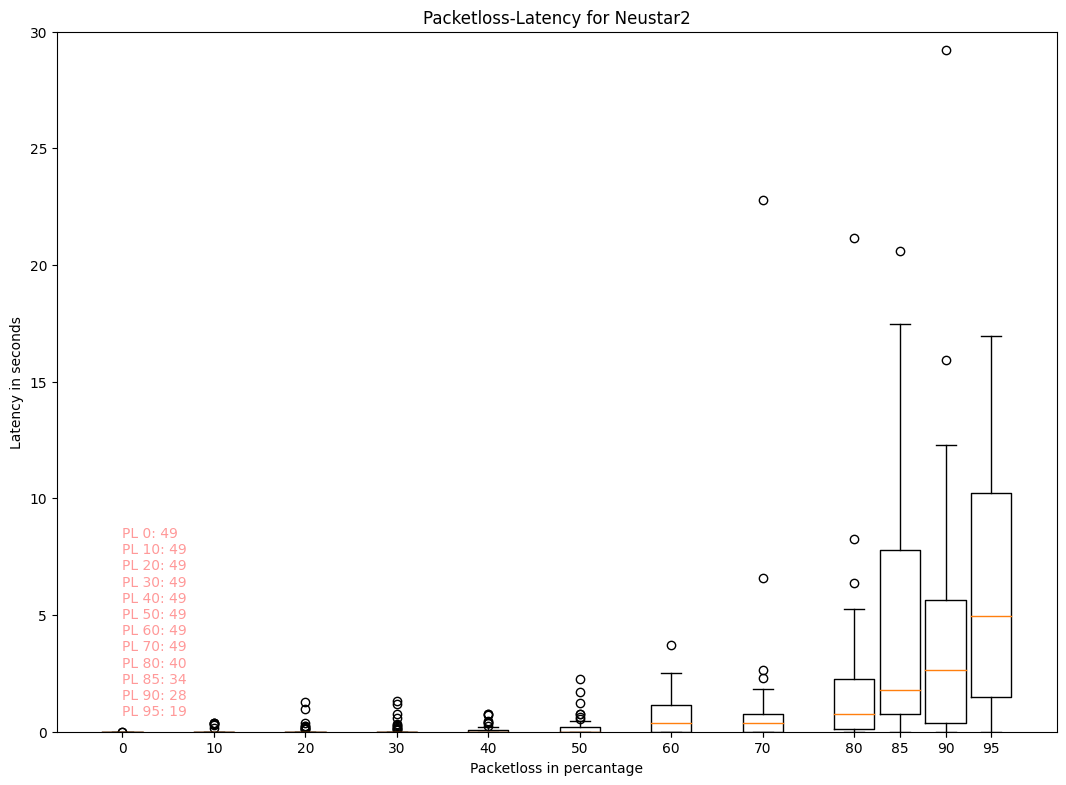 Packetloss-Latency for Neustar2
30
25
20
15
10
5
0
Latency in seconds
PL 0: 49
PL 10: 49
PL 20: 49
PL 30: 49
PL 40: 49
PL 50: 49
PL 60: 49
PL 70: 49
PL 80: 40
PL 85: 34
PL 90: 28
PL 95: 19
0 10 20 30 40 50 60 70 80 85 90 95
Packetloss in percantage